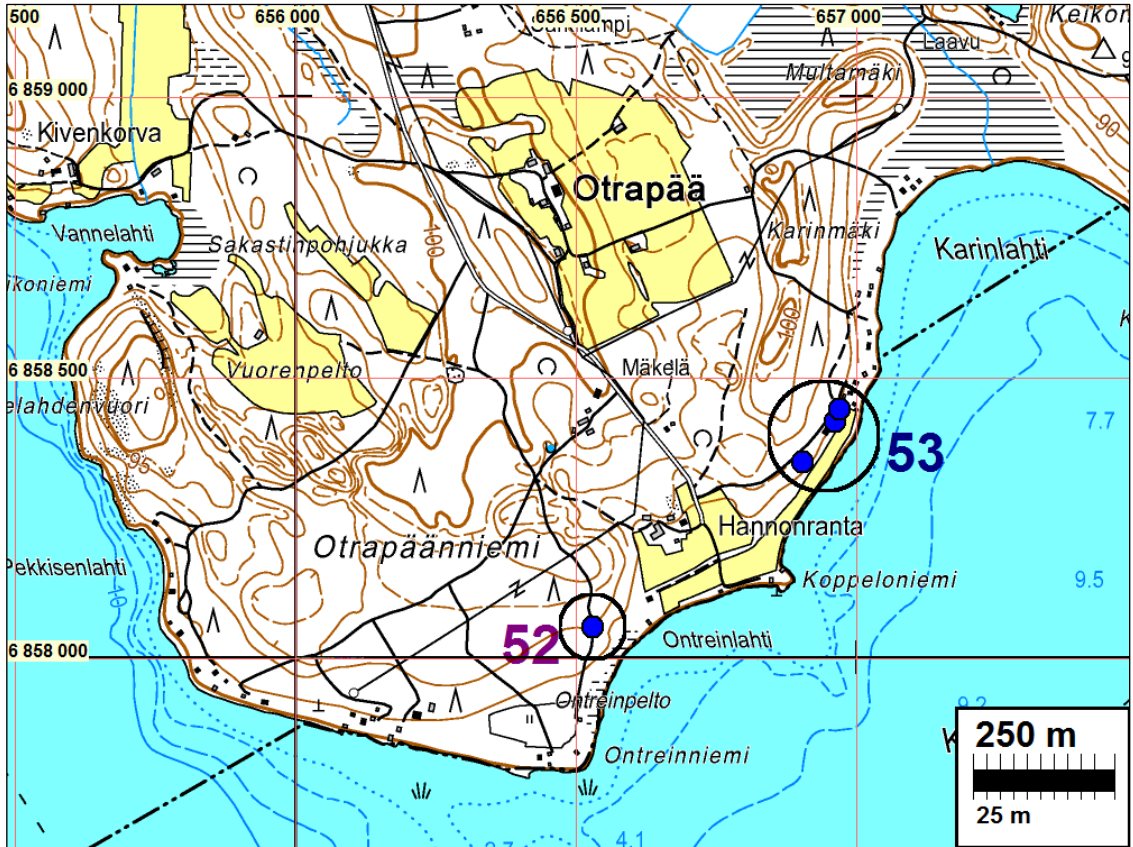 500
656 000
656 500
657 000
Laavu
Multamäki
6 859 000
Kivenkorva
90
Otrapää
Vannelahti
Sakastinpohjukka
100
Karinmäki
Karinlahti
ikoniemi
100
6 858 500
Vuorenpelto
Mäkelä
elahdenvuori
7.7
53
95
Hannonranta
Otrapäänniemi
Pekkisenlahti
Koppeloniemi
9.5
10
52
Ontreinlahti
6 858 000
Ontreinpelto
9.2
Ontreinniemi
250 m
25 m
4.1